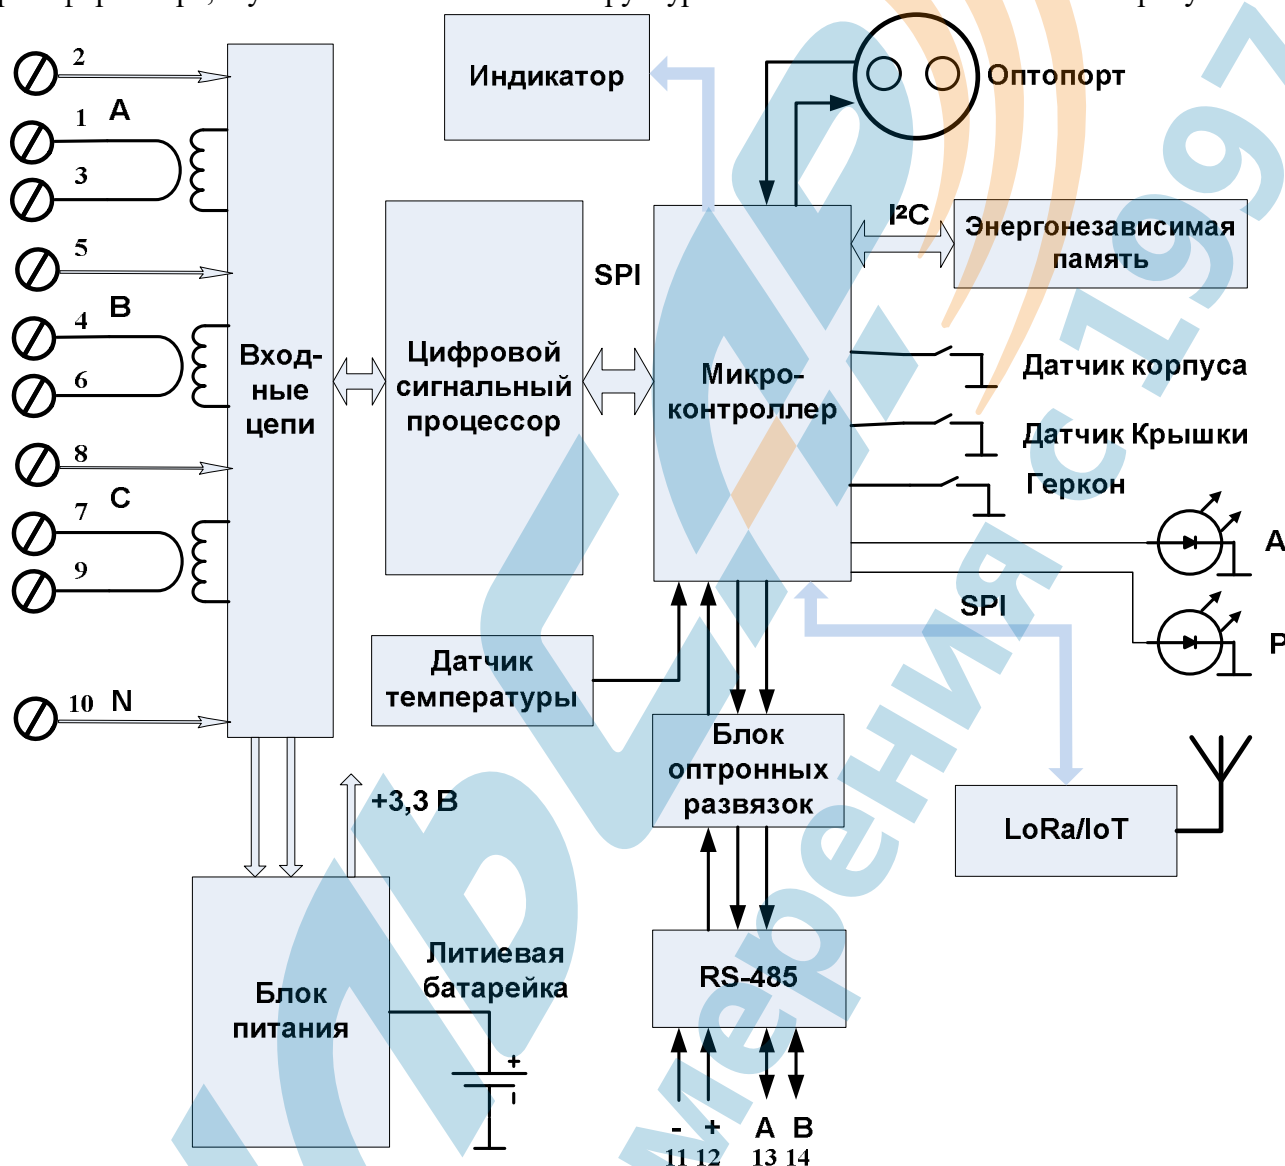 2
1 А
3
5
В
4
6
8
7 С
9
10 N
Вход-
ные
цепи
Индикатор
Оптопорт
I²C
Энергонезависимая
память
SPI
Цифровой
сигнальный
процессор
Микро-
контроллер
Датчик корпуса
Датчик Крышки
Геркон
А
Р
SPI
Датчик
температуры
Блок
оптронных
развязок
LoRa/IoT
+3,3 В
Блок
питания
Литиевая
батарейка
+
-
RS-485
- + А В
11 12 13 14
мерения с 1997